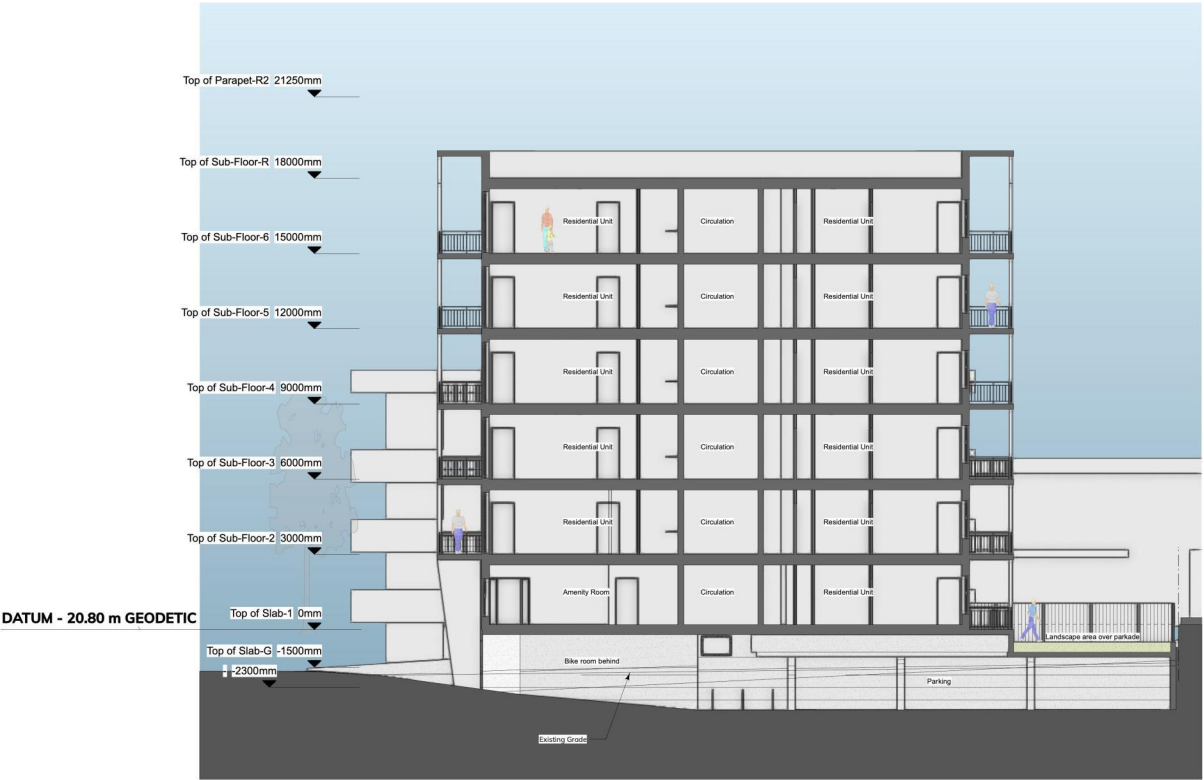 Top of Parapet-R2 21250mm
Top of Sub-Floor-R 18000mm
Residential Unit Circulation Residential Unit
Top of Sub-Floor-6 15000mm
Residential Unit Circulation Residential Unit
Top of Sub-Floor-5 12000mm
Residential Unit Circulation Residential Unit
Top of Sub-Floor-4 9000mm
Residential Unit Circulation Residential Unit
Top of Sub-Floor-3 6000mm
Residential Unit Circulation Residential Unit
Top of Sub-Floor-2 3000mm
Amenity Room Circulation Residential Unit
DATUM - 20.80 m GEODETIC
Top of Slab-1 0mm
Landscape area over parkade
Top of Slab-G -1500mm
Bike room behind
-2300mm
Parking
Existing Grade